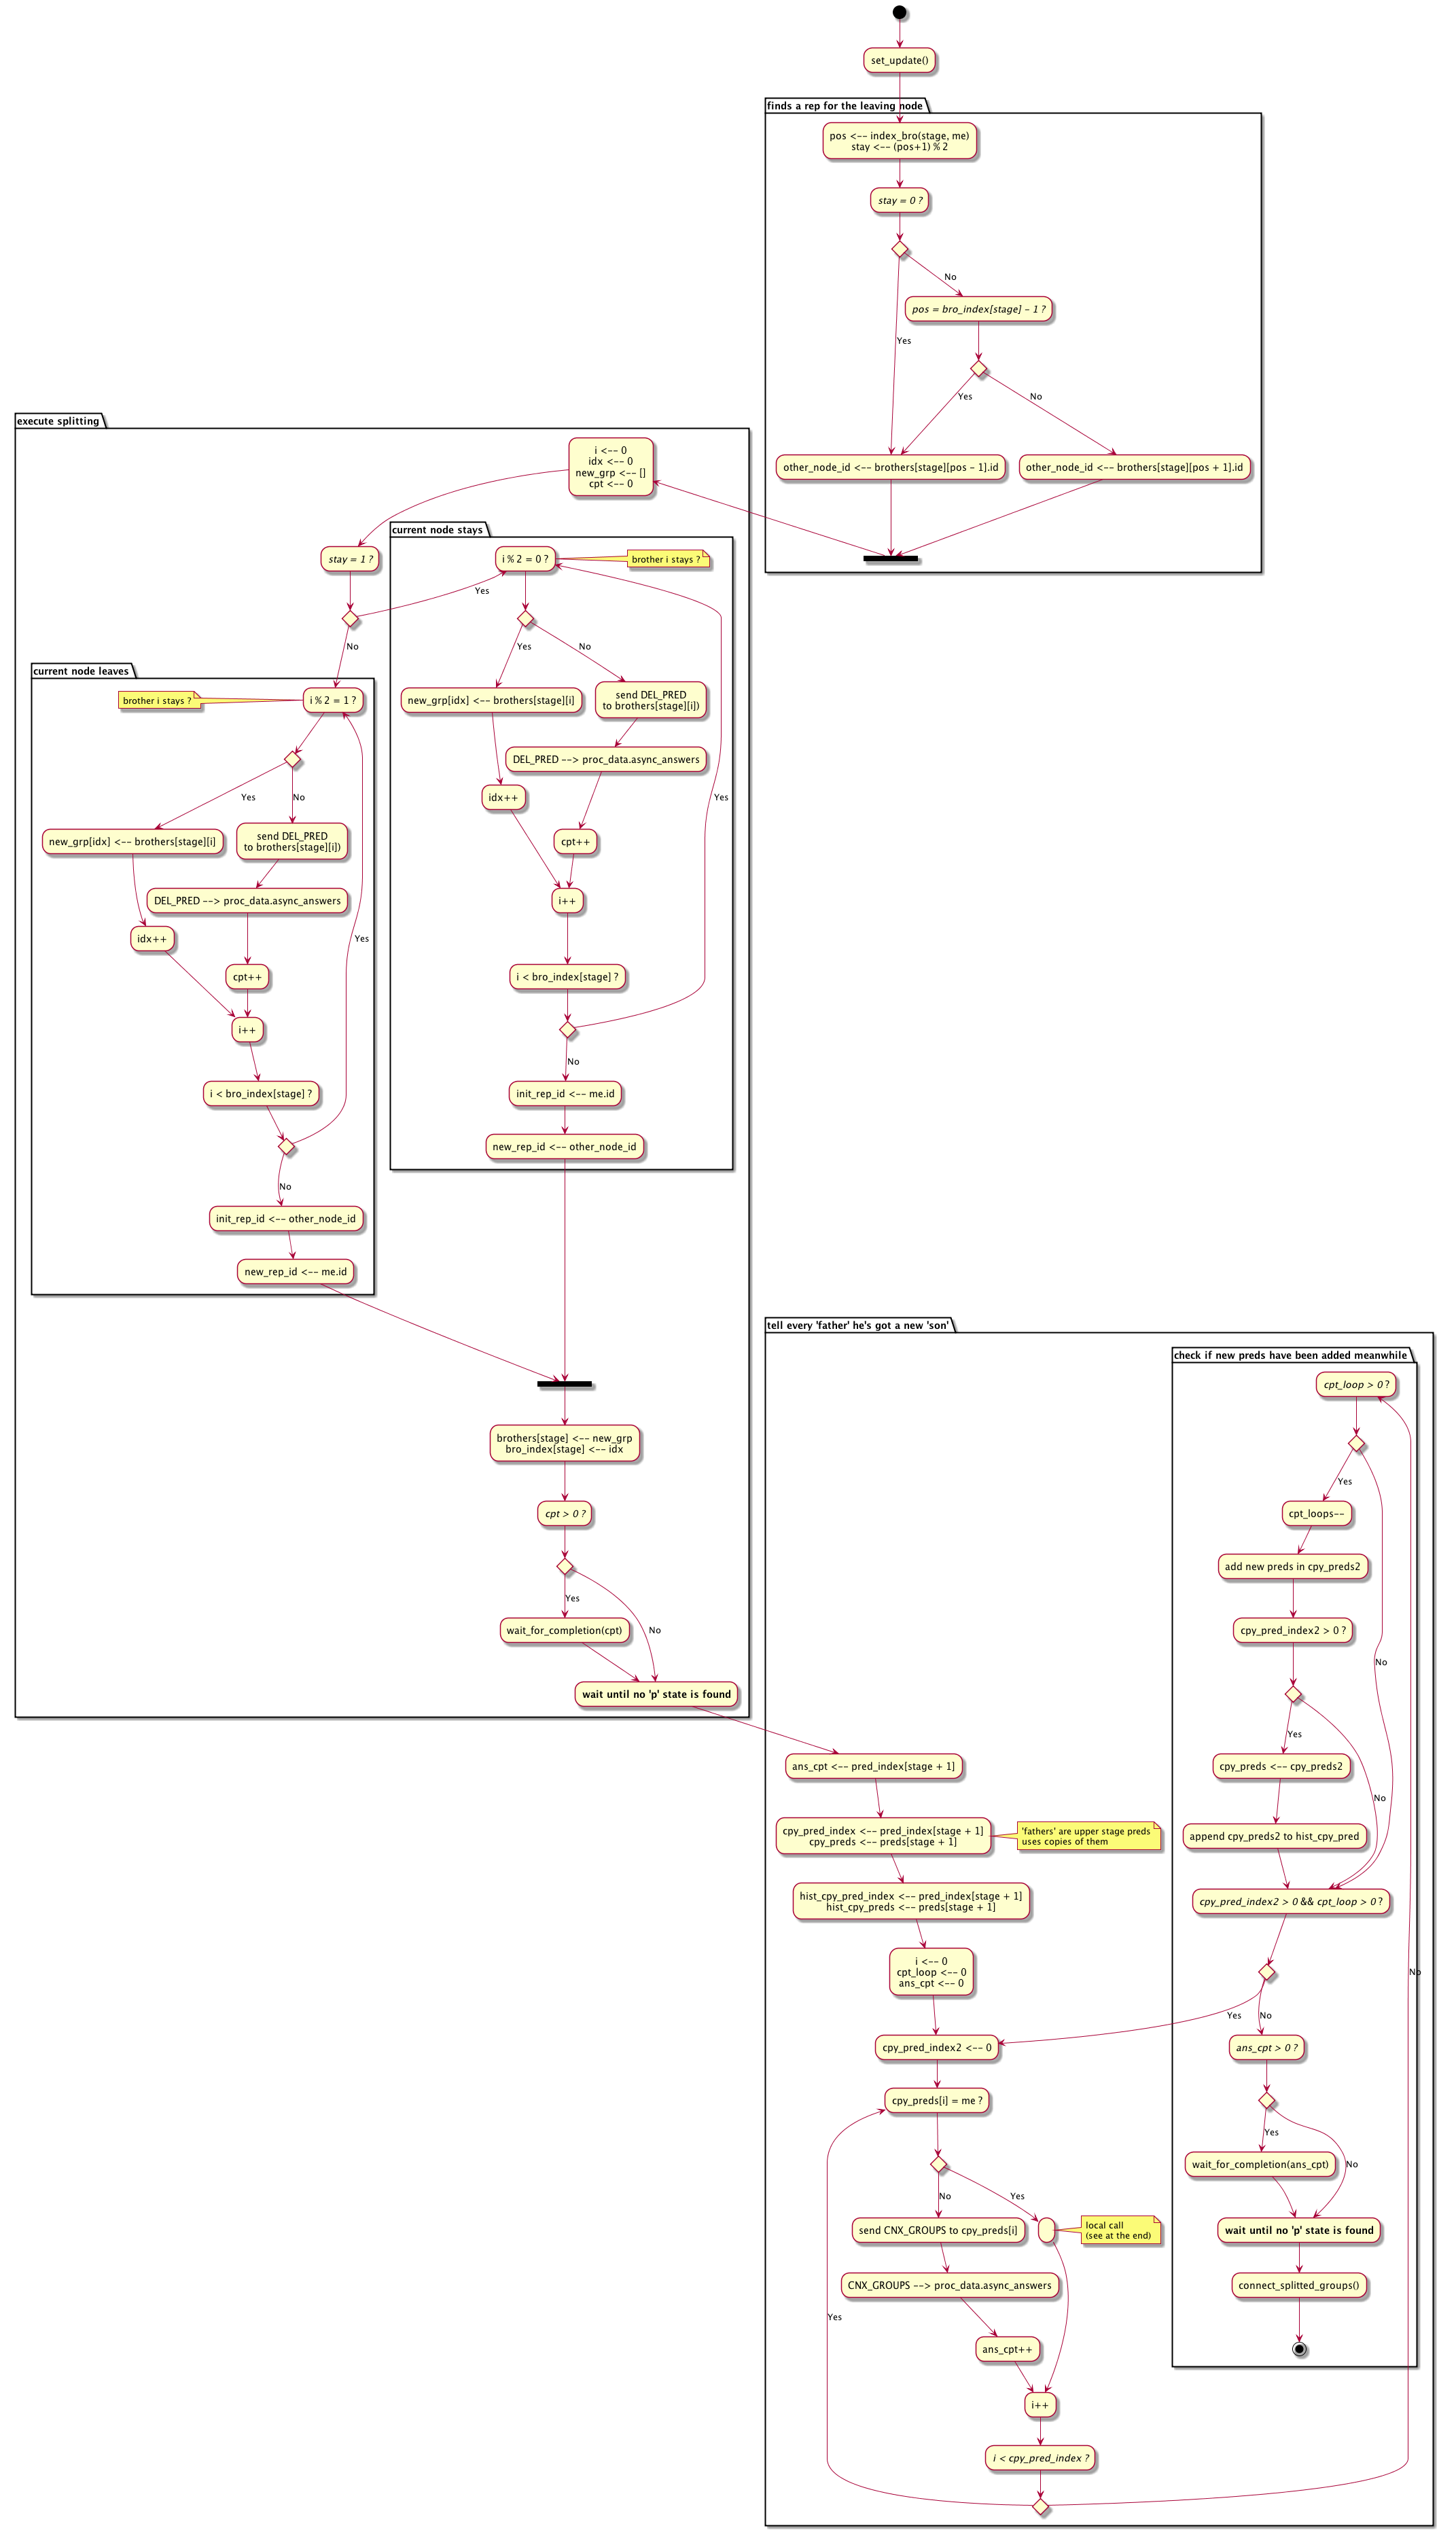 set_update()
finds a rep for the leaving node
pos <-- index_bro(stage, me)
stay <-- (pos+1) % 2
stay = 0 ?
No
pos = bro_index[stage] - 1 ?
Yes
Yes
No
other_node_id <-- brothers[stage][pos - 1].id
other_node_id <-- brothers[stage][pos + 1].id
execute splitting
i <-- 0
idx <-- 0
new_grp <-- []
cpt <-- 0
stay = 1 ?
Yes
No
current node stays
i % 2 = 0 ?
brother i stays ?
Yes
No
new_grp[idx] <-- brothers[stage][i]
send DEL_PRED
to brothers[stage][i])
DEL_PRED --> proc_data.async_answers
idx++
cpt++
Yes
i++
i < bro_index[stage] ?
No
init_rep_id <-- me.id
new_rep_id <-- other_node_id
current node leaves
i % 2 = 1 ?
brother i stays ?
Yes
No
new_grp[idx] <-- brothers[stage][i]
send DEL_PRED
to brothers[stage][i])
DEL_PRED --> proc_data.async_answers
idx++
Yes
cpt++
i++
i < bro_index[stage] ?
No
init_rep_id <-- other_node_id
new_rep_id <-- me.id
brothers[stage] <-- new_grp
bro_index[stage] <-- idx
cpt > 0 ?
Yes
wait_for_completion(cpt)
No
wait until no 'p' state is found
tell every 'father' he's got a new 'son'
ans_cpt <-- pred_index[stage + 1]
cpy_pred_index <-- pred_index[stage + 1]
cpy_preds <-- preds[stage + 1]
'fathers' are upper stage preds
uses copies of them
hist_cpy_pred_index <-- pred_index[stage + 1]
hist_cpy_preds <-- preds[stage + 1]
i <-- 0
cpt_loop <-- 0
ans_cpt <-- 0
cpy_pred_index2 <-- 0
cpy_preds[i] = me ?
No
Yes
send CNX_GROUPS to cpy_preds[i]
local call
(see at the end)
CNX_GROUPS --> proc_data.async_answers
Yes
ans_cpt++
i++
i < cpy_pred_index ?
check if new preds have been added meanwhile
cpt_loop > 0 ?
Yes
cpt_loops--
add new preds in cpy_preds2
cpy_pred_index2 > 0 ?
No
Yes
cpy_preds <-- cpy_preds2
No
append cpy_preds2 to hist_cpy_pred
cpy_pred_index2 > 0 && cpt_loop > 0 ?
No
Yes
No
ans_cpt > 0 ?
Yes
wait_for_completion(ans_cpt)
No
wait until no 'p' state is found
connect_splitted_groups()